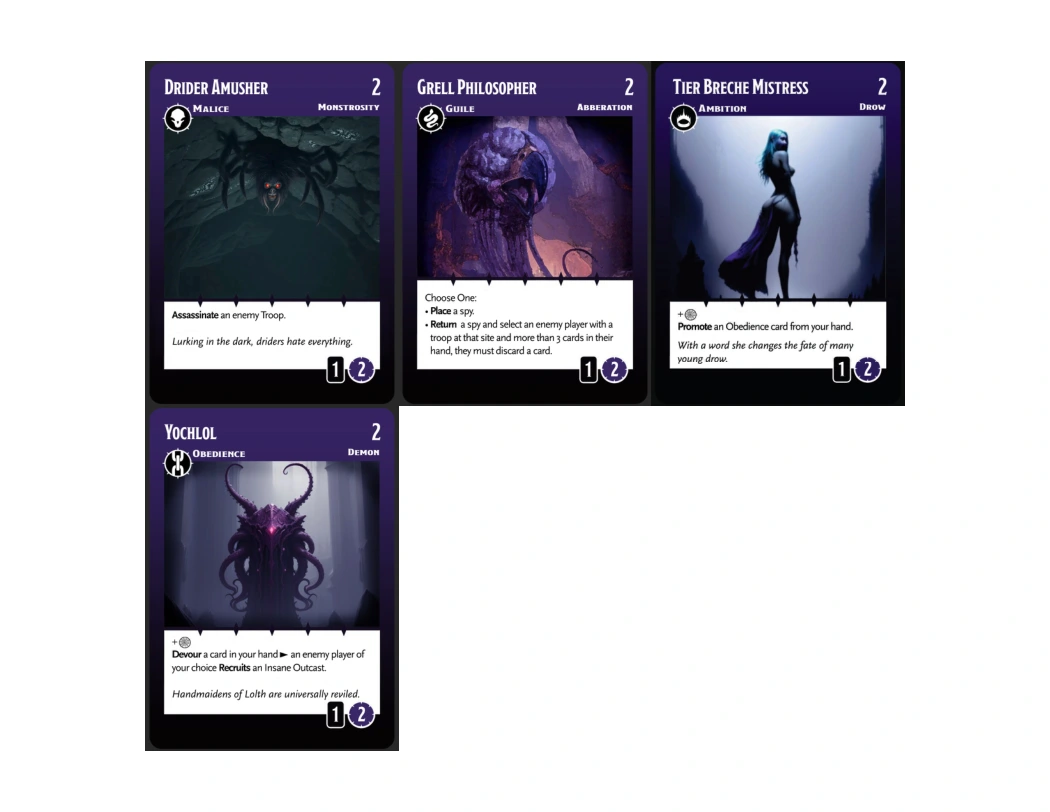 DRIDER AMUSHER 2
MALICE MONSTROSITY
Assassinate an enemy Troop.
Lurking in the dark, driders hate everything.
1 2
GRELL PHILOSOPHER 2
GUILE ABBERATION
Choose One:
• Place a spy.
• Return a spy and select an enemy player with a
troop at that site and more than 3 cards in their
hand, they must discard a card.
1 2
TIER BRECHE MISTRESS 2
AMBITION DROW
+
Promote an Obedience card from your hand.
With a word she changes the fate of many
young drow.
1 2
YOCHLOL 2
OBEDIENCE DEMON
+
Devour a card in your hand ► an enemy player of
your choice Recruits an Insane Outcast.
Handmaidens of Lolth are universally reviled.
1 2